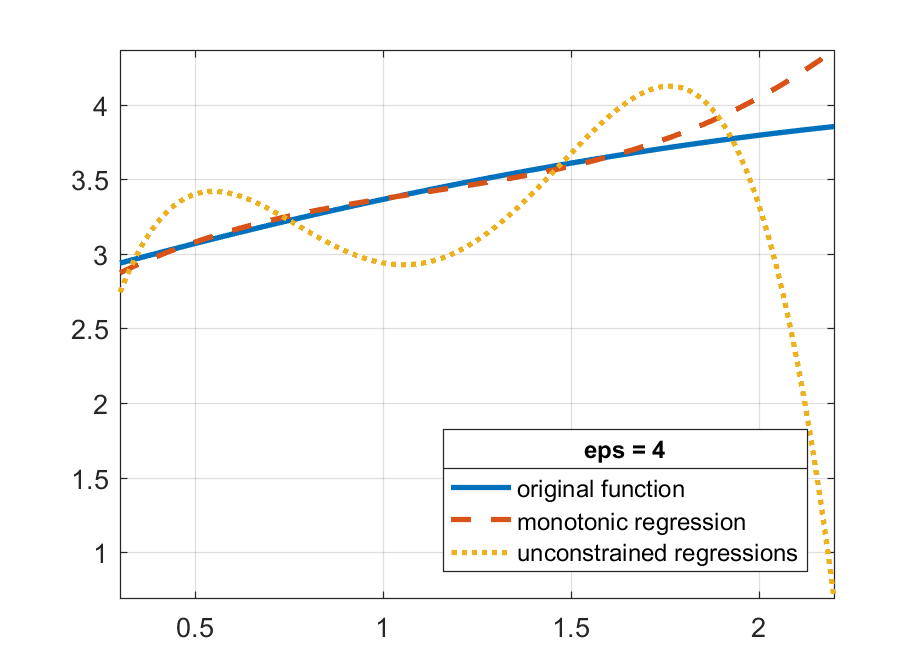 4
3.5
3
2.5
2
1.5
1
eps = 4
original function
monotonic regression
unconstrained regressions
0.5 1 1.5 2